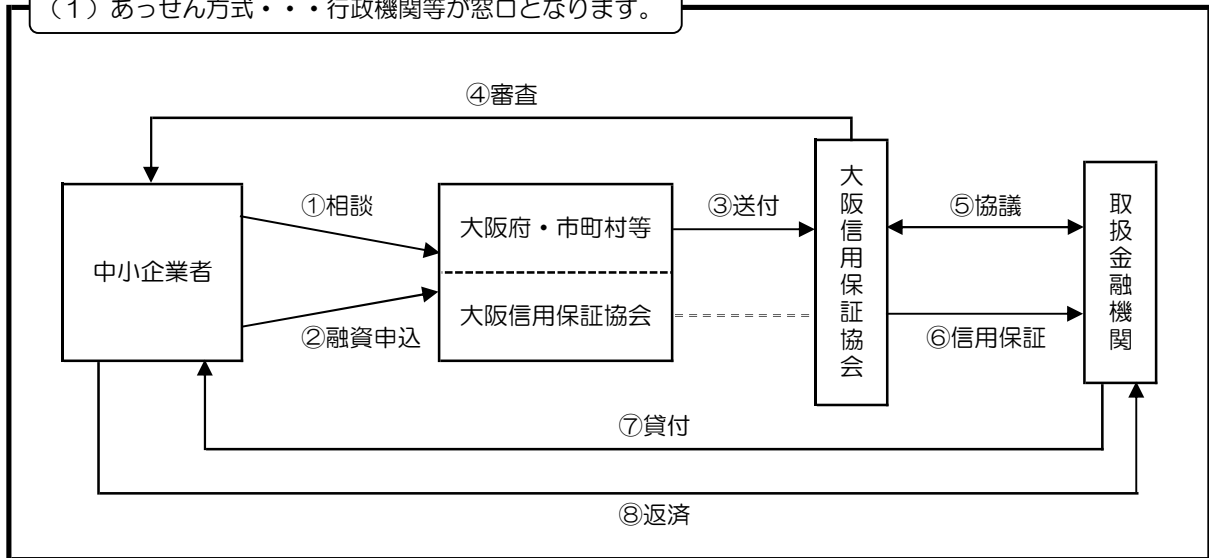 （１）あっせん方式・・・行政機関等が窓口となります。
④審査
中小企業者
①相談
②融資申込
大阪府・市町村等
大阪信用保証協会
③送付
大阪信用保証協会
⑤協議
⑥信用保証
取扱金融機関
⑦貸付
⑧返済